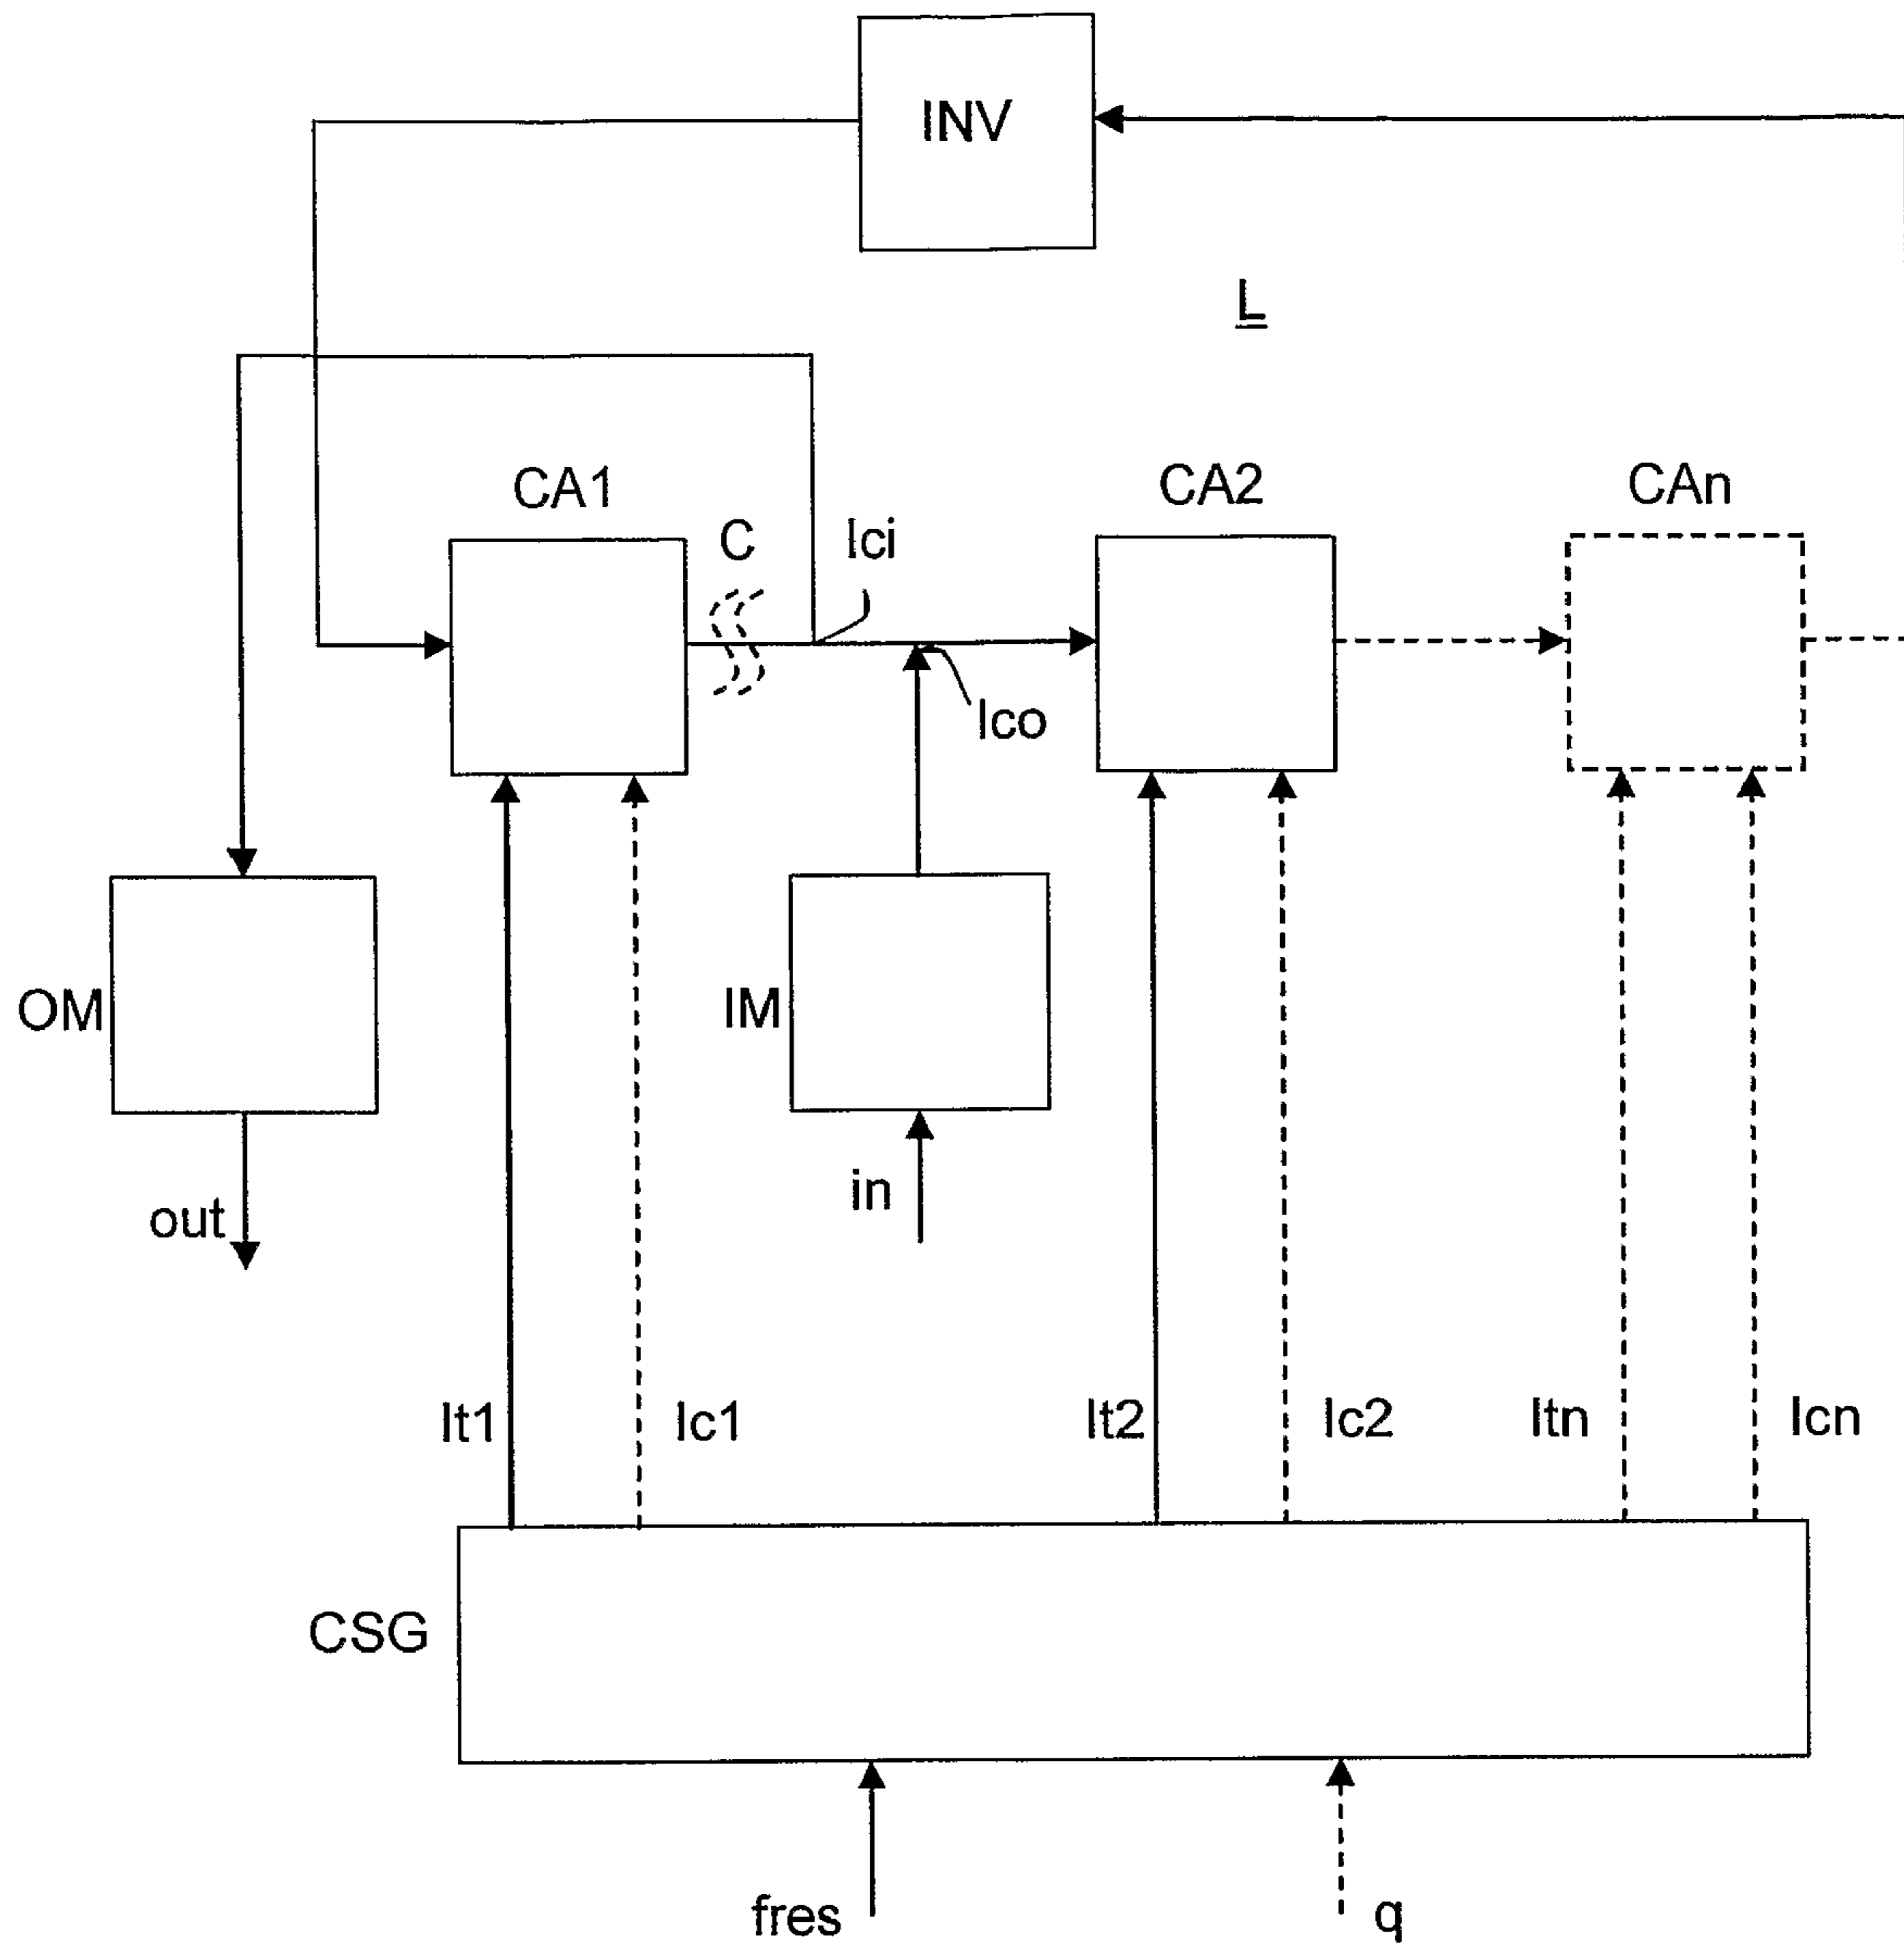 INV
L
CA1
CA2
CAn
C
Ici
Ico
OM
IM
in
out
It1
Ic1
It2
Ic2
Itn
Icn
CSG
fres
q